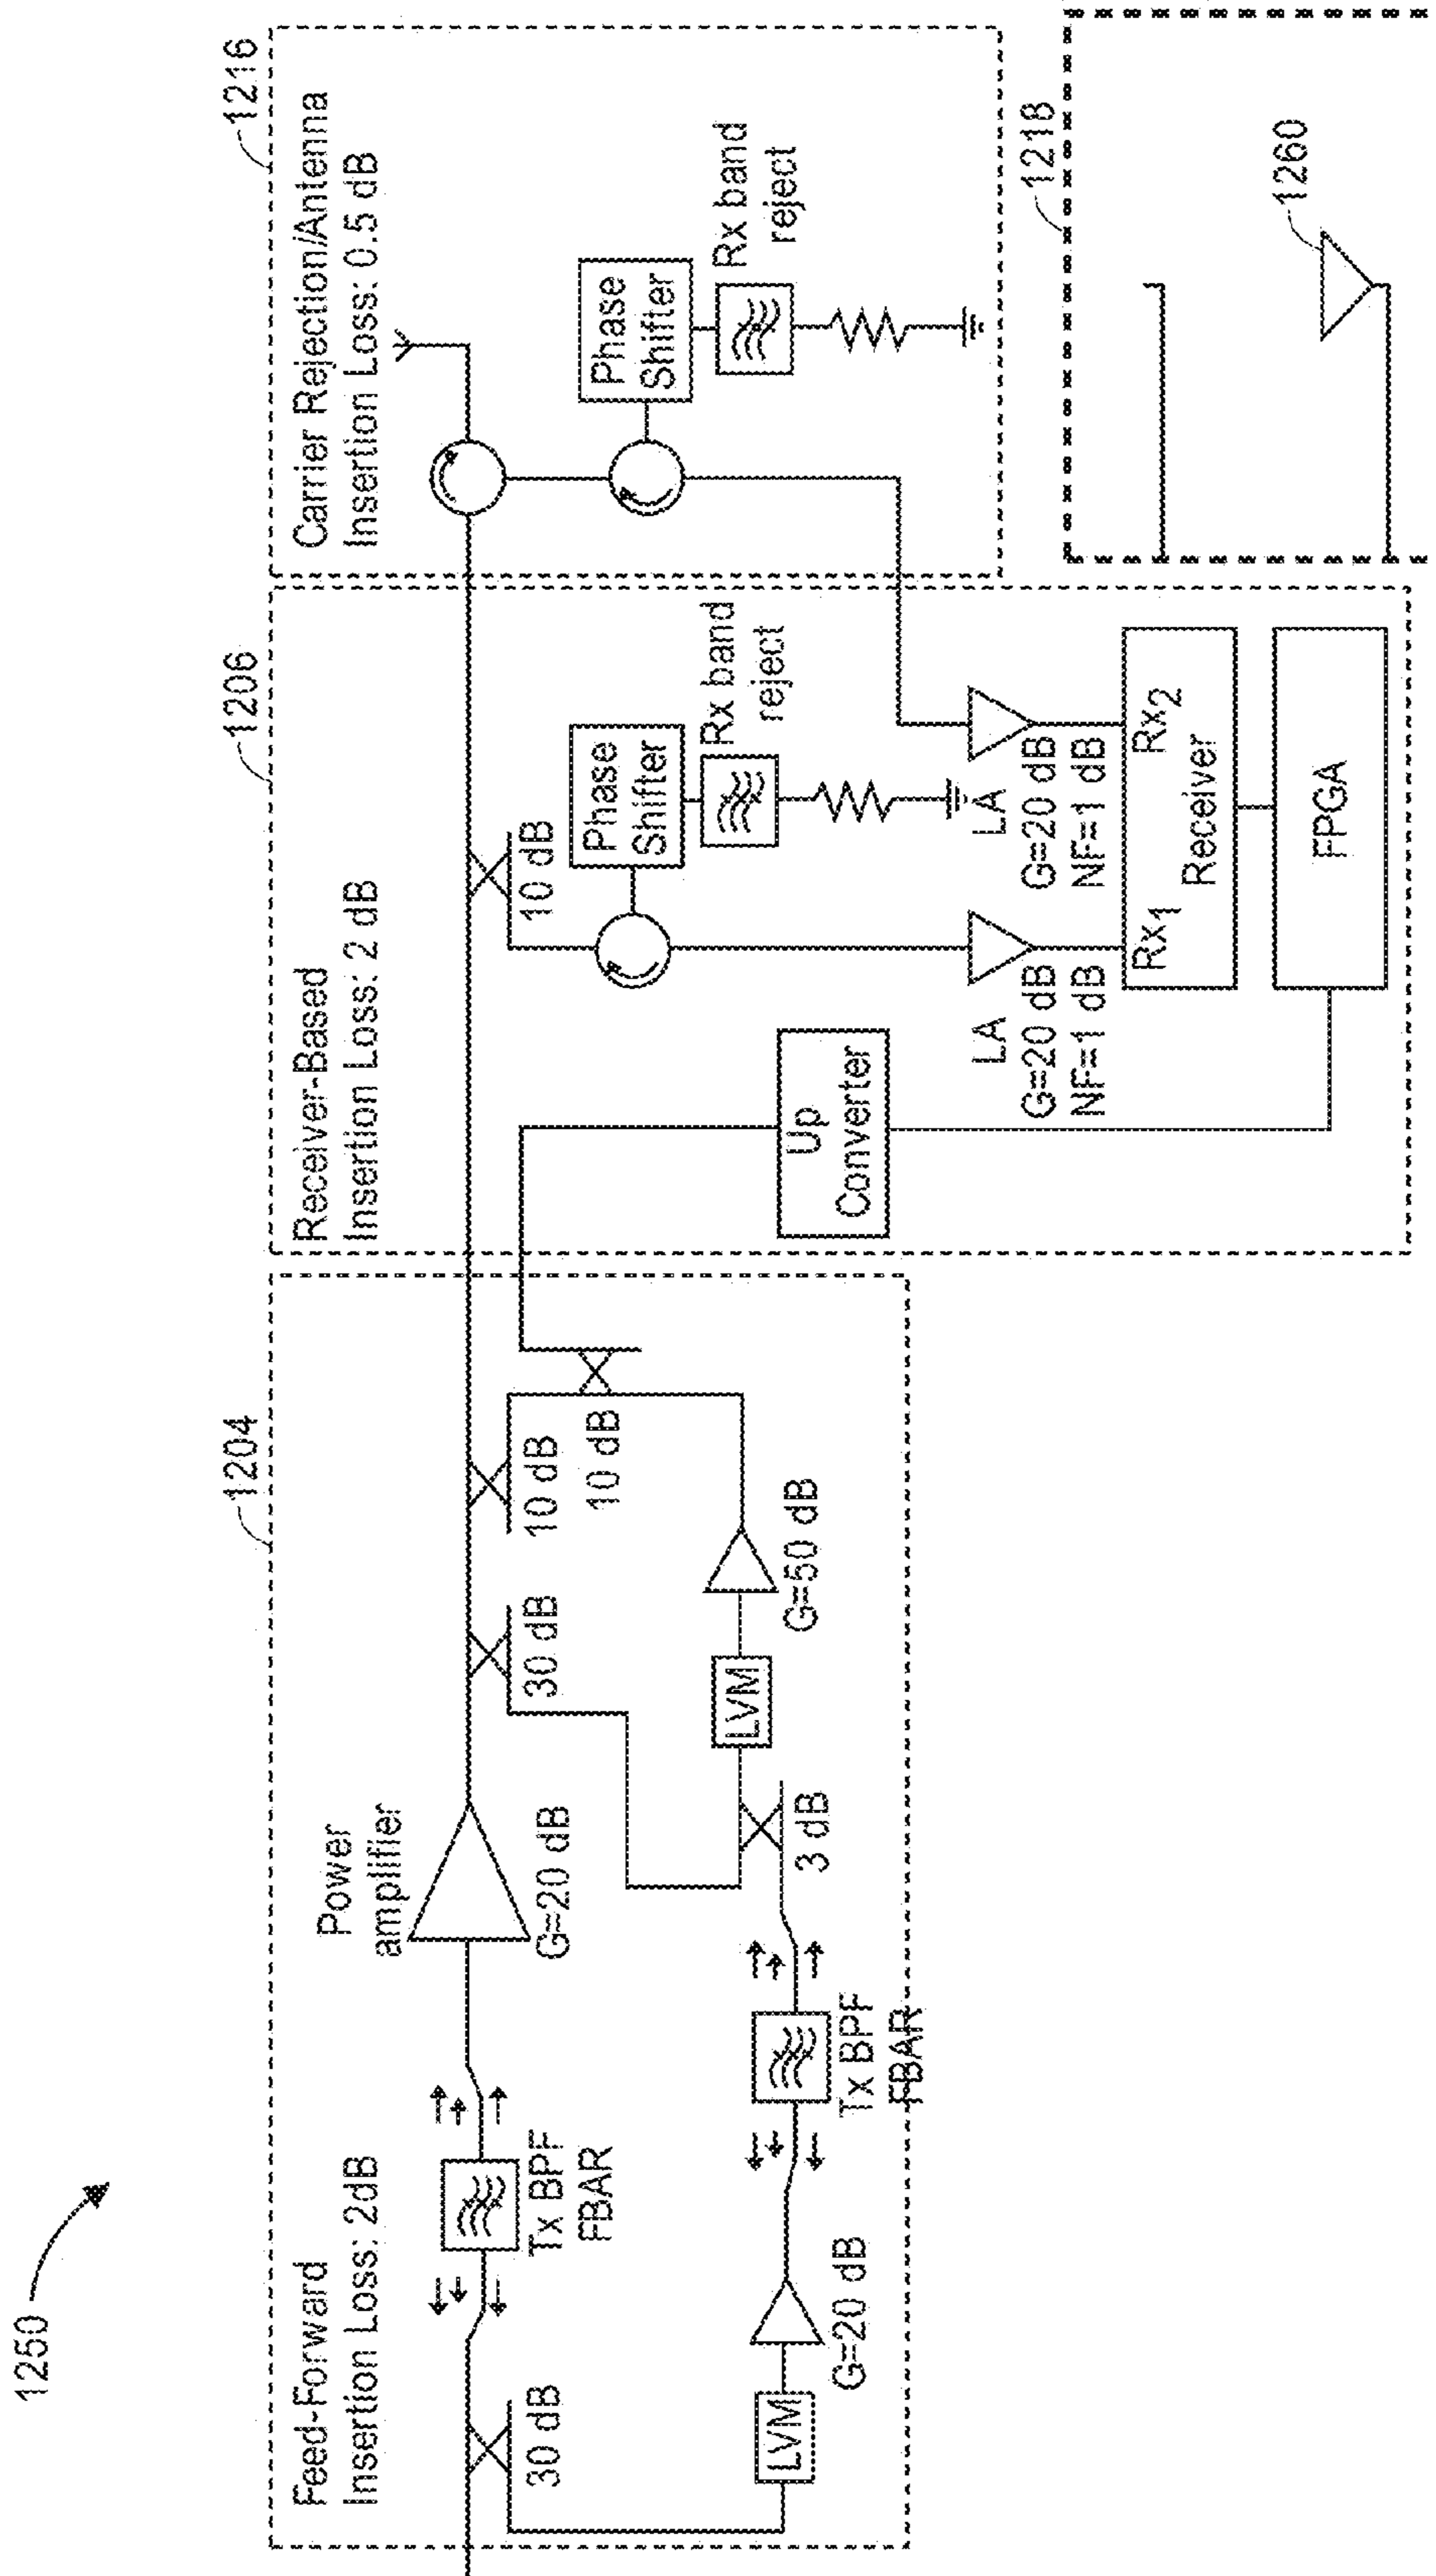 1250
1204
Feed-Forward
Insertion Loss: 2dB
30 dB
LVM
G=20 dB
Tx BPF
FBAR
Tx BPF
FBAR
Power
amplifier
G=20 dB
3 dB
30 dB
LVM
G=50 dB
10 dB
10 dB
1206
Receiver-Based
Insertion Loss: 2 dB
Up
Converter
10 dB
Phase
Shifter
Rx band
reject
LA
G=20 dB
NF=1 dB
LA
G=20 dB
NF=1 dB
Rx1
Rx2
Receiver
FPGA
1216
Carrier Rejection/Antenna
Insertion Loss: 0.5 dB
Phase
Shifter
Rx band
reject
1218
1260